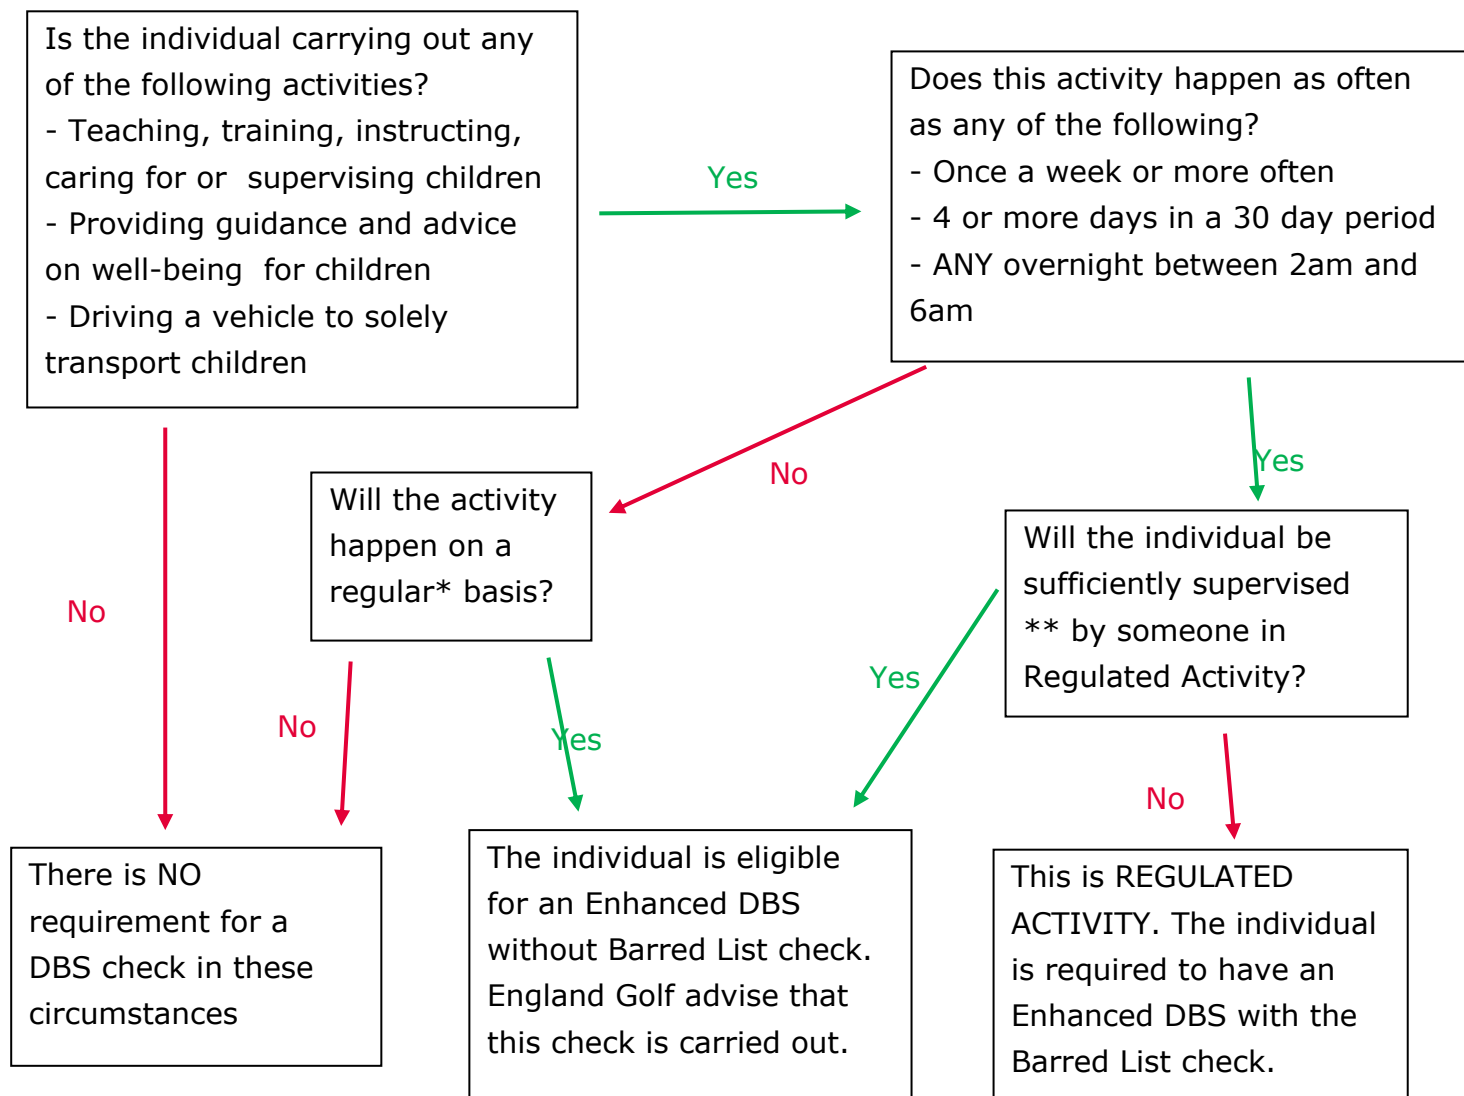 Is the individual carrying out any
of the following activities?
- Teaching, training, instructing,
caring for or  supervising children
- Providing guidance and advice
on well-being  for children
- Driving a vehicle to solely
transport children
Yes
Does this activity happen as often
as any of the following?
- Once a week or more often
- 4 or more days in a 30 day period
- ANY overnight between 2am and
6am
No
Yes
Will the activity
happen on a
regular* basis?
Will the individual be
sufficiently supervised
** by someone in
Regulated Activity?
No
No
Yes
Yes
No
There is NO
requirement for a
DBS check in these
circumstances
The individual is eligible
for an Enhanced DBS
without Barred List check.
England Golf advise that
this check is carried out.
This is REGULATED
ACTIVITY. The individual
is required to have an
Enhanced DBS with the
Barred List check.